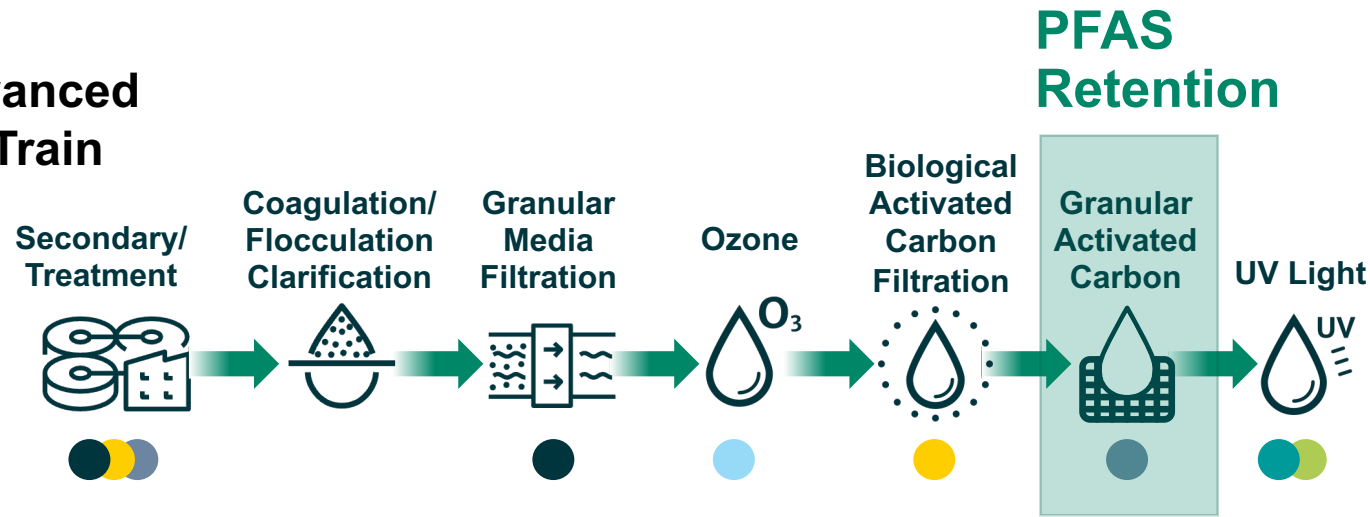 PFAS
Retention
Train
Secondary/
Treatment
Coagulation/
Flocculation
Clarification
Granular
Media
Filtration
Ozone
Biological
Activated
Carbon
Filtration
Granular
Activated
Carbon
UV Light
O₃
UV